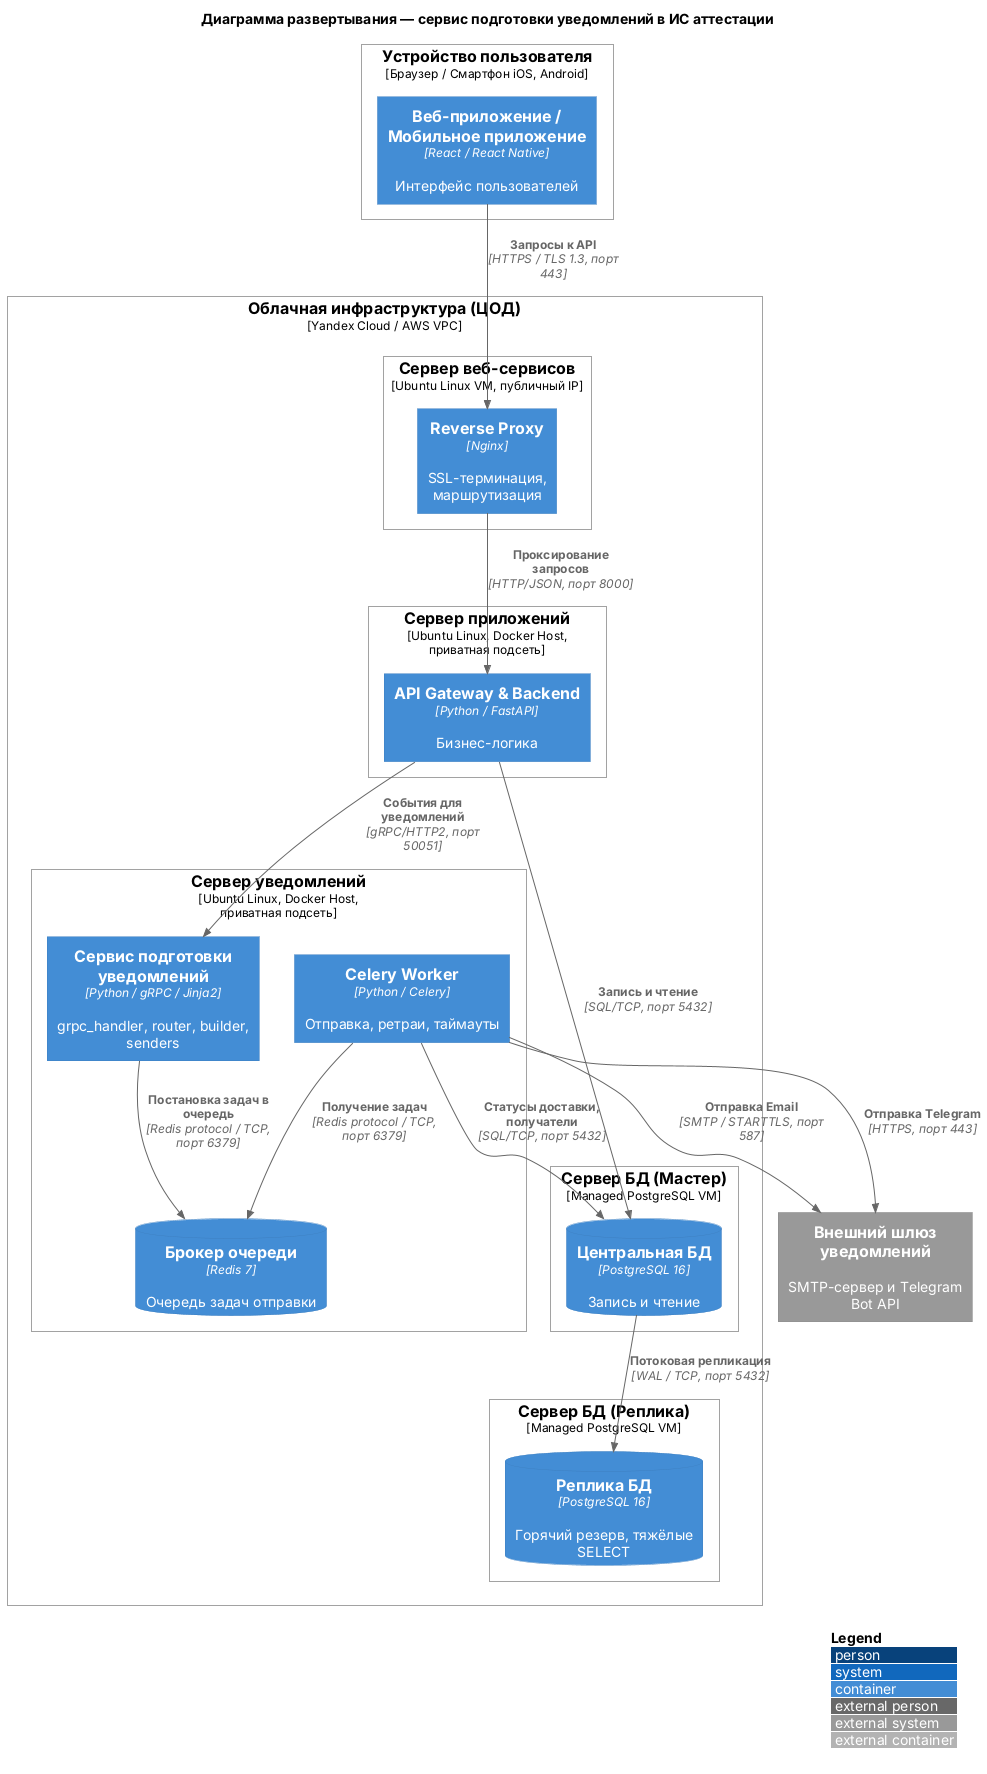 Диаграмма развертывания — сервис подготовки уведомлений в ИС аттестации
Устройство пользователя
[Браузер / Смартфон iOS, Android]
Веб-приложение /
Мобильное приложение
[React / React Native]
Интерфейс пользователей
Запросы к API
[HTTPS / TLS 1.3, порт
443]
Облачная инфраструктура (ЦОД)
[Yandex Cloud / AWS VPC]
Сервер веб-сервисов
[Ubuntu Linux VM, публичный IP]
Reverse Proxy
[Nginx]
SSL-терминация,
маршрутизация
Проксирование
запросов
[HTTP/JSON, порт 8000]
Сервер приложений
[Ubuntu Linux, Docker Host,
приватная подсеть]
API Gateway & Backend
[Python / FastAPI]
Бизнес-логика
События для
уведомлений
[gRPC/HTTP2, порт
50051]
Сервер уведомлений
[Ubuntu Linux, Docker Host,
приватная подсеть]
Сервис подготовки
уведомлений
[Python / gRPC / Jinja2]
grpc_handler, router, builder,
senders
Celery Worker
[Python / Celery]
Отправка, ретраи, таймауты
Запись и чтение
[SQL/TCP, порт 5432]
Постановка задач в
очередь
[Redis protocol / TCP,
порт 6379]
Получение задач
[Redis protocol / TCP,
порт 6379]
Статусы доставки,
получатели
[SQL/TCP, порт 5432]
Отправка Email
[SMTP / STARTTLS, порт
587]
Отправка Telegram
[HTTPS, порт 443]
Брокер очереди
[Redis 7]
Очередь задач отправки
Сервер БД (Мастер)
[Managed PostgreSQL VM]
Центральная БД
[PostgreSQL 16]
Запись и чтение
Внешний шлюз
уведомлений
SMTP-сервер и Telegram
Bot API
Потоковая репликация
[WAL / TCP, порт 5432]
Сервер БД (Реплика)
[Managed PostgreSQL VM]
Реплика БД
[PostgreSQL 16]
Горячий резерв, тяжёлые
SELECT
Legend
person
system
container
external person
external system
external container